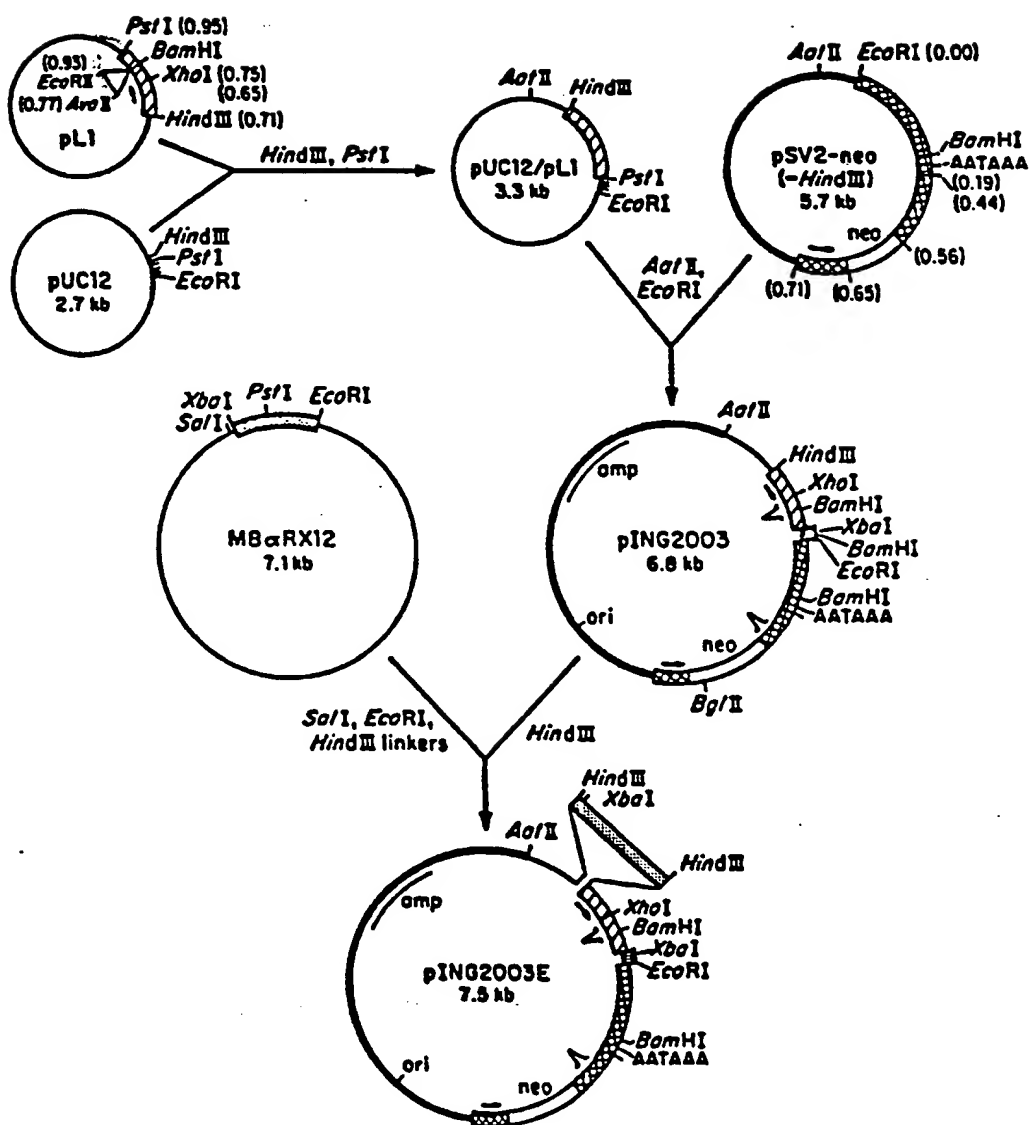 PstI (0.95)
BamHI
(0.93)
EcoRII
XhoI (0.75)
(0.65)
(0.77) AvaII
HindIII (0.71)
pL1
HindIII, PstI
HindIII
PstI
EcoRI
pUC12
2.7 kb
AatII
HindIII
pUC12/pL1
3.3 kb
PstI
EcoRI
AatII
EcoRI (0.00)
pSV2-neo
(-HindIII)
5.7 kb
BamHI
AATAAA
(0.19)
(0.44)
neo
(0.56)
(0.71)
(0.65)
AatII,
EcoRI
XbaI
SalI
PstI
EcoRI
M8αRX12
7.1 kb
AatII
amp
HindIII
XhoI
BamHI
XbaI
BamHI
EcoRI
pING2003
6.8 kb
BamHI
AATAAA
ori
neo
BglII
SalI, EcoRI,
HindIII linkers
HindIII
HindIII
XbaI
AatII
HindIII
amp
XhoI
BamHI
XbaI
EcoRI
pING2003E
7.5 kb
BamHI
AATAAA
ori
neo